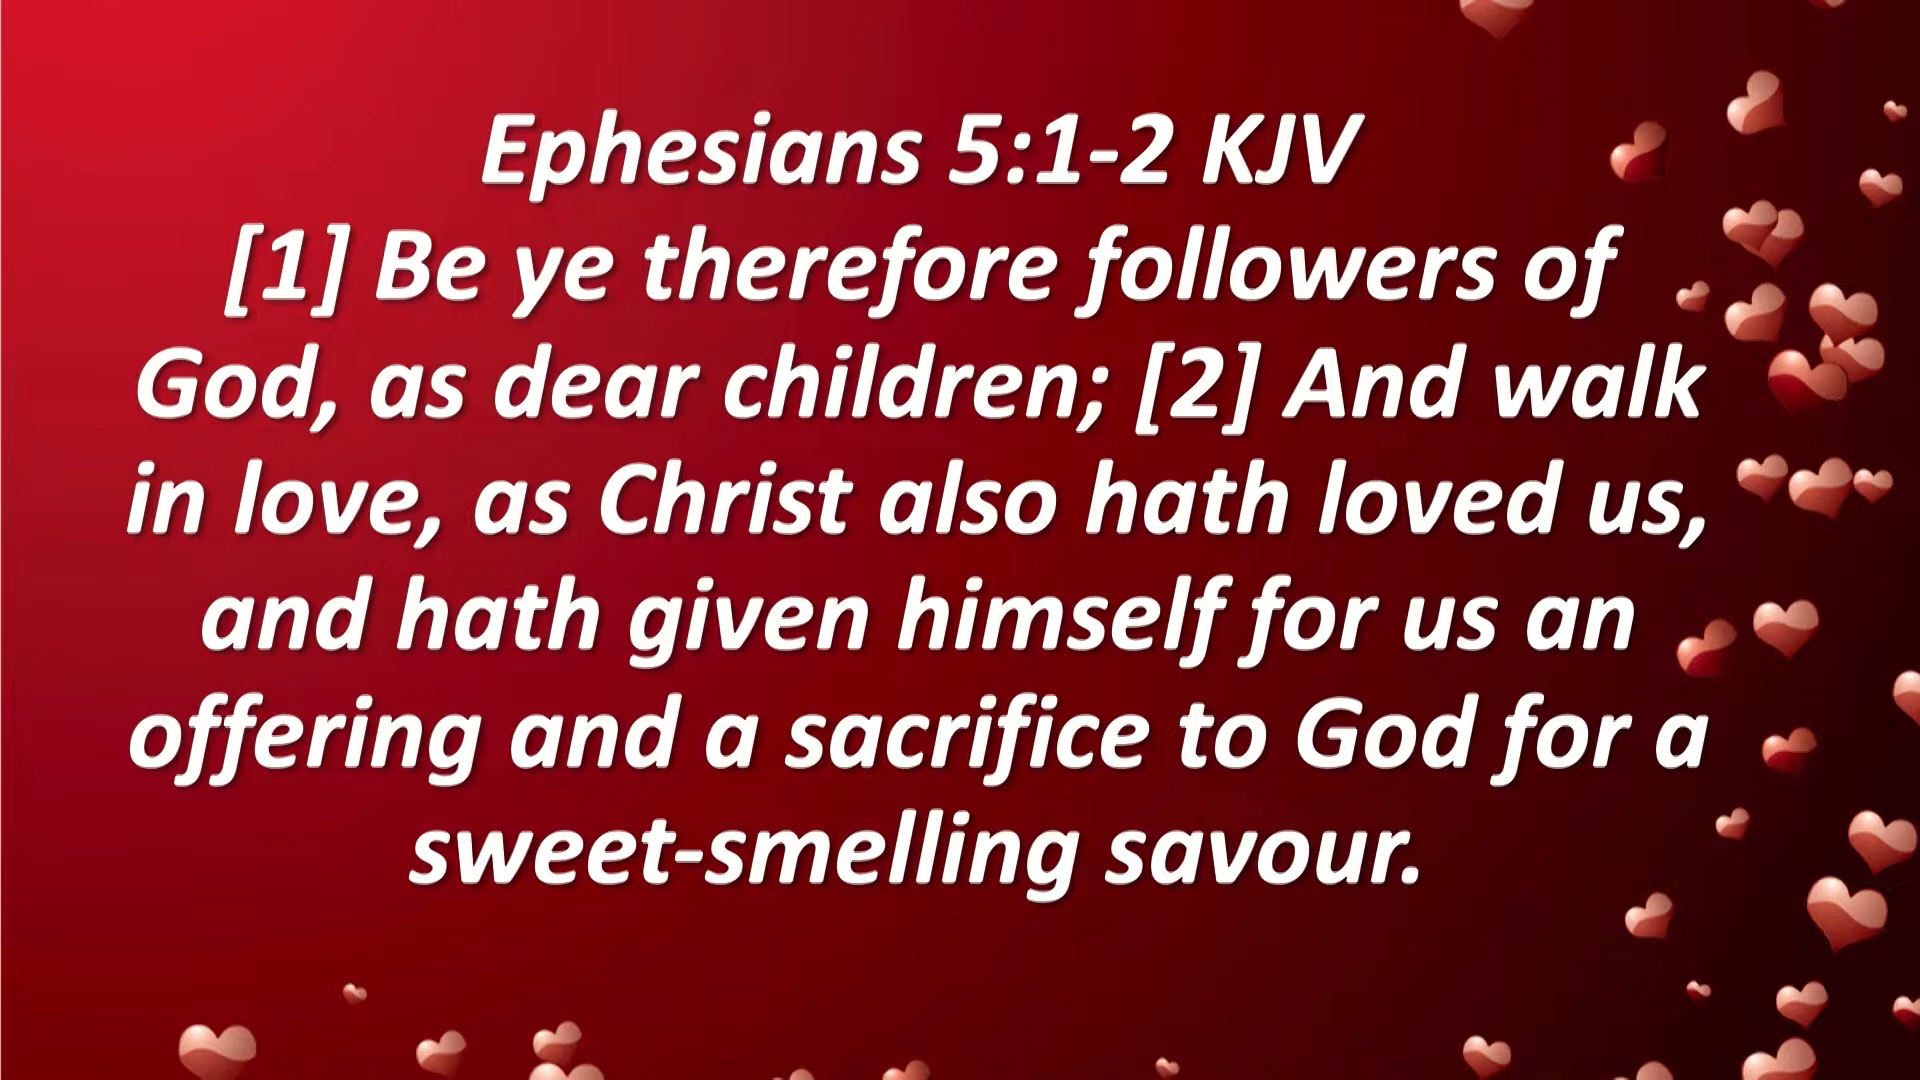 Ephesians 5:1-2 KJV
[1] Be ye therefore followers of
God, as dear children; [2] And walk
in love, as Christ also hath loved us,
and hath given himself for us an
offering and a sacrifice to God for a
sweet-smelling savour.